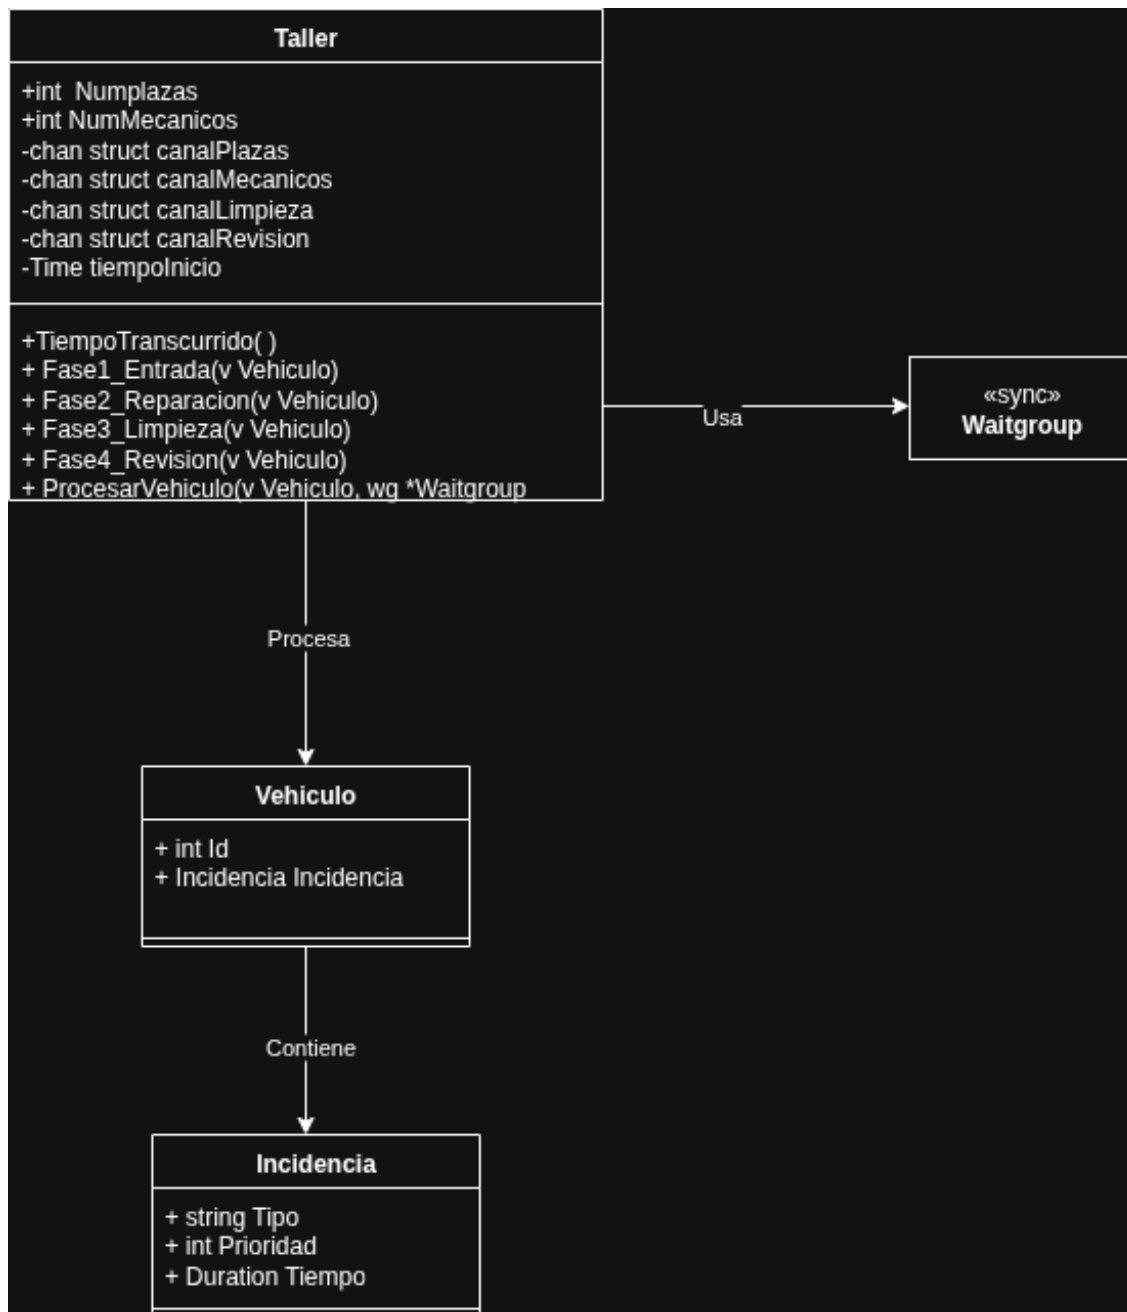 Taller
+int  Numplazas
+int NumMecanicos
-chan struct canalPlazas
-chan struct canalMecanicos
-chan struct canalLimpieza
-chan struct canalRevision
-Time tiempoInicio
+TiempoTranscurrido( )
+ Fase1_Entrada(v Vehiculo)
+ Fase2_Reparacion(v Vehiculo)
+ Fase3_Limpieza(v Vehiculo)
+ Fase4_Revision(v Vehiculo)
+ ProcesarVehiculo(v Vehiculo, wg *Waitgroup
Usa
«sync»
Waitgroup
Procesa
Vehiculo
+ int Id
+ Incidencia Incidencia
Contiene
Incidencia
+ string Tipo
+ int Prioridad
+ Duration Tiempo